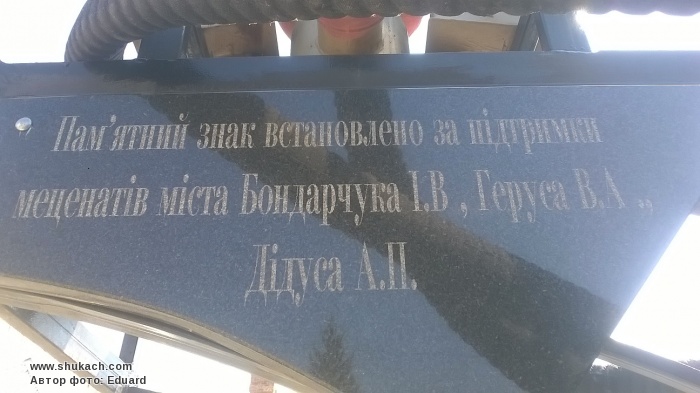 Пам'ятний знак встановлено за підтримки
меценатів міста Бондарчука І.В , Геруса В.А ,,
Дідуса А.П.
www.shukach.com
Автор фото: Eduard